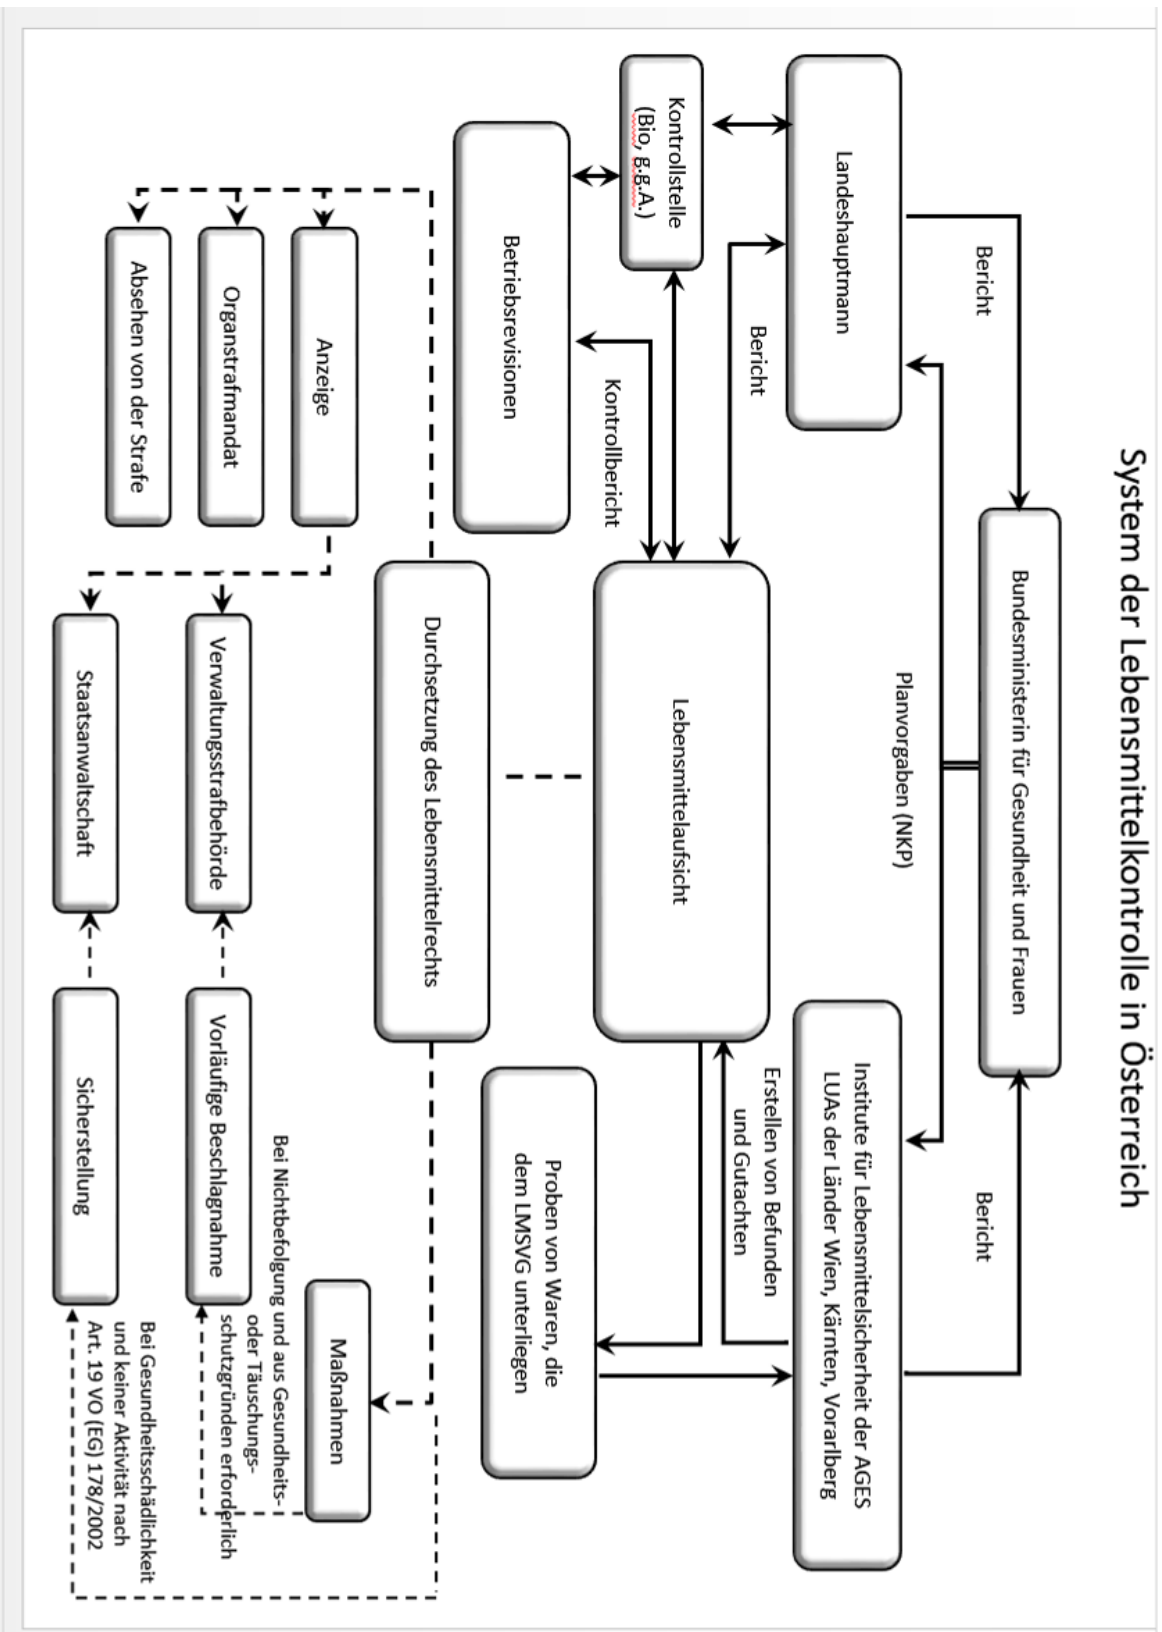 System der Lebensmittelkontrolle in Österreich
Bundesministerin für Gesundheit und Frauen
Bericht
Bericht
Planvorgaben (NKP)
Landeshauptmann
Institute für Lebensmittelsicherheit der AGES
LUAs der Länder Wien, Kärnten, Vorarlberg
Bericht
Erstellen von Befunden
und Gutachten
Kontrollstelle
(Bio, g.g.A.)
Lebensmittelaufsicht
Kontrollbericht
Betriebsrevisionen
Proben von Waren, die
dem LMSVG unterliegen
Durchsetzung des Lebensmittelrechts
Anzeige
Maßnahmen
Organstrafmandat
Bei Nichtbefolgung und aus Gesundheits-
oder Täuschungs-
schutzgründen erforderlich
Verwaltungsstrafbehörde
Vorläufige Beschlagnahme
Absehen von der Strafe
Bei Gesundheitsschädlichkeit
und keiner Aktivität nach
Art. 19 VO (EG) 178/2002
Staatsanwaltschaft
Sicherstellung